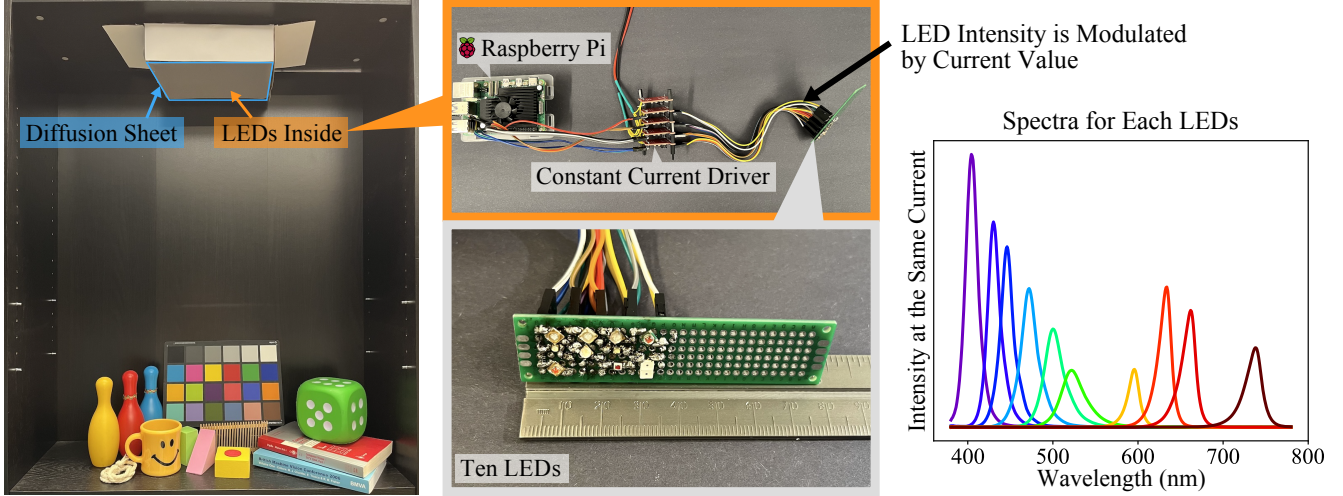 Diffusion Sheet
LEDs Inside
Raspberry Pi
Constant Current Driver
LED Intensity is Modulated
by Current Value
Ten LEDs
Spectra for Each LEDs
Intensity at the Same Current
400
500
600
700
800
Wavelength (nm)